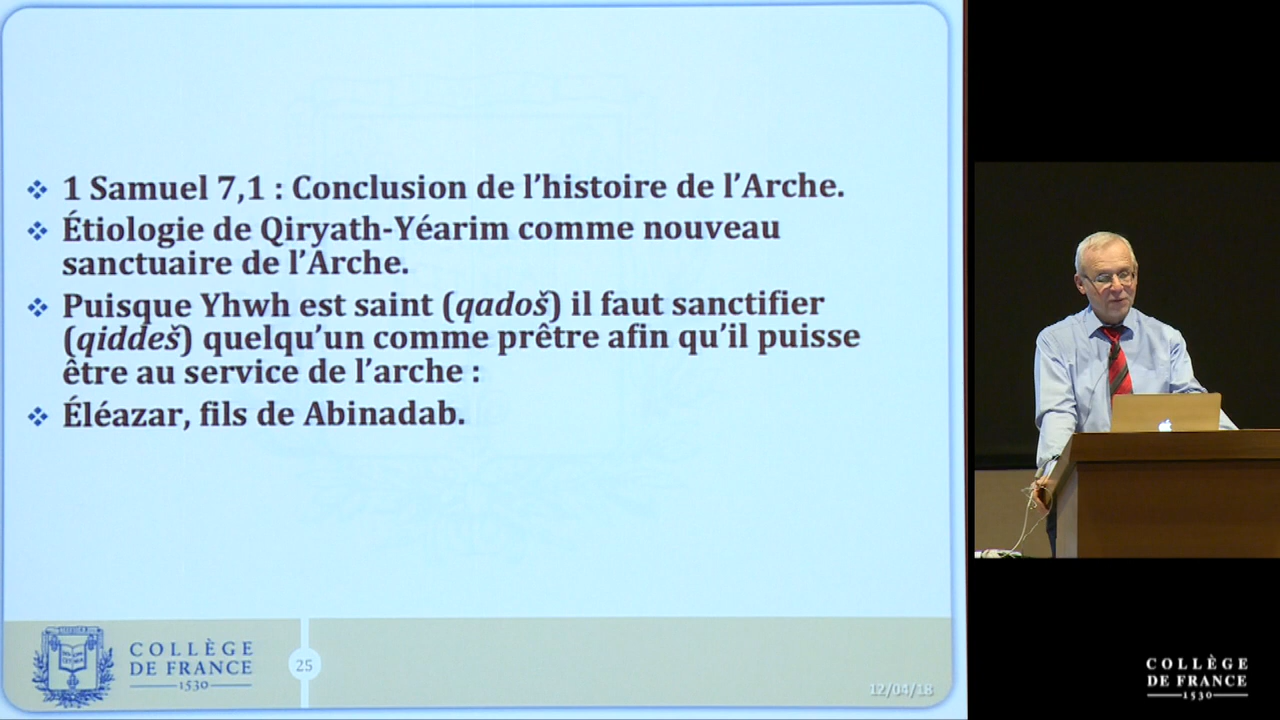 ❖ 1 Samuel 7,1 : Conclusion de l’histoire de l’Arche.
❖ Étiologie de Qiryath-Yéarim comme nouveau
sanctuaire de l’Arche.
❖ Puisque Yhwh est saint (qadoš) il faut sanctifier
(qiddeš) quelqu’un comme prêtre afin qu’il puisse
être au service de l’arche :
❖ Éléazar, fils de Abinadab.
COLLÈGE
DE FRANCE
1530
25
12/04/18
COLLÈGE
DE FRANCE
1530